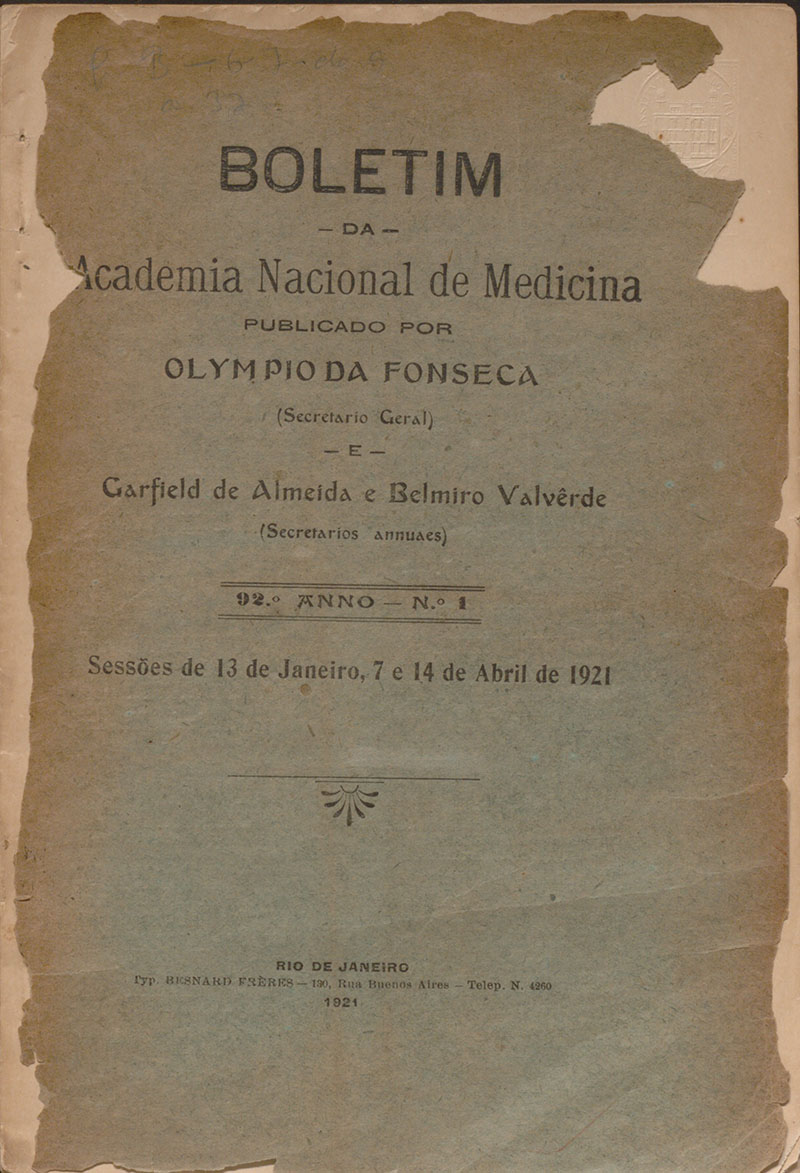 BOLETIM
— DA —
Academia Nacional de Medicina
PUBLICADO POR
OLYMPIO DA FONSECA
(Secretario Geral)
— E —
Garfield de Almeida e Belmiro Valvêrde
(Secretarios annuaes)
92.º ANNO — N.º 1
Sessões de 13 de Janeiro, 7 e 14 de Abril de 1921
RIO DE JANEIRO
Typ. BESNARD FRÈRES — 130, Rua Buenos Aires — Telep. N. 4260
1921